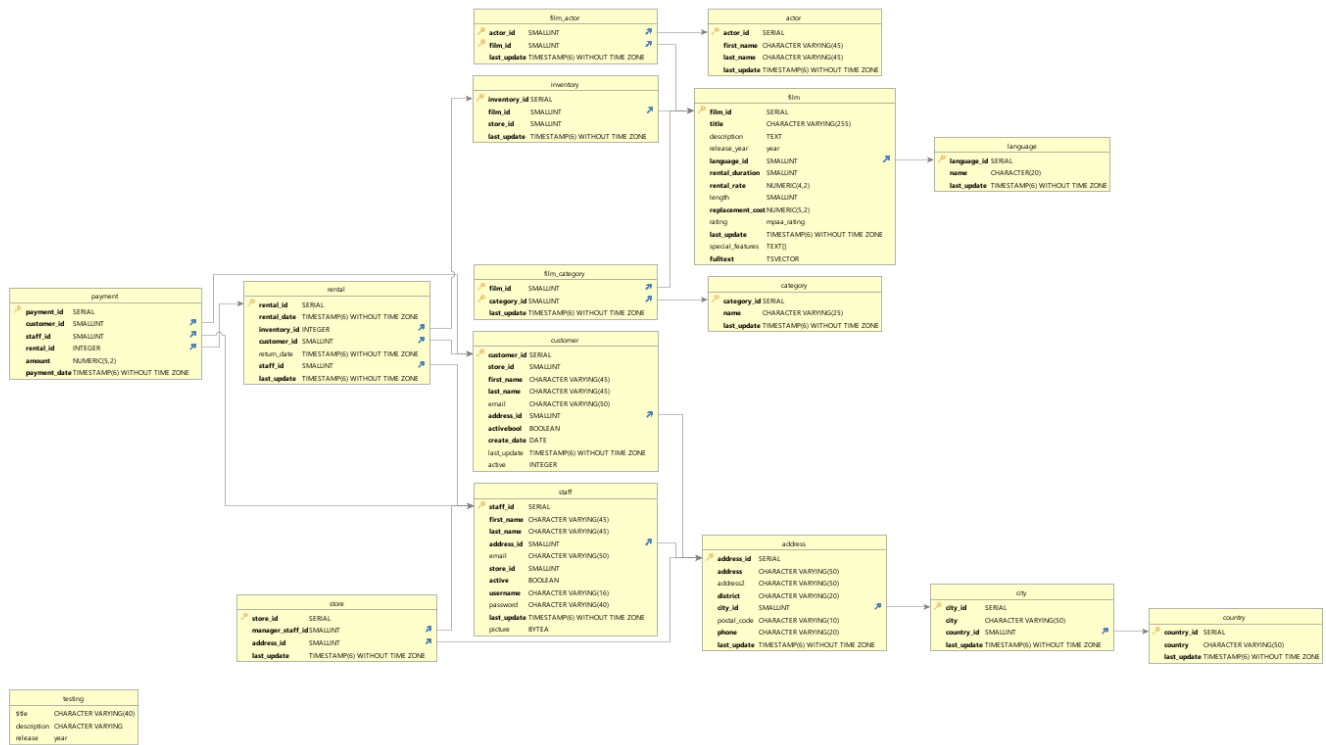 film_actor
actor_id SMALLINT
film_id SMALLINT
last_update TIMESTAMP(6) WITHOUT TIME ZONE
actor
actor_id SERIAL
first_name CHARACTER VARYING(45)
last_name CHARACTER VARYING(45)
last_update TIMESTAMP(6) WITHOUT TIME ZONE
inventory
inventory_id SERIAL
film_id SMALLINT
store_id SMALLINT
last_update TIMESTAMP(6) WITHOUT TIME ZONE
film
film_id SERIAL
title CHARACTER VARYING(255)
description TEXT
release_year year
language_id SMALLINT
rental_duration SMALLINT
rental_rate NUMERIC(4,2)
length SMALLINT
replacement_cost NUMERIC(5,2)
rating mpaa_rating
last_update TIMESTAMP(6) WITHOUT TIME ZONE
special_features TEXT[]
fulltext TSVECTOR
language
language_id SERIAL
name CHARACTER(20)
last_update TIMESTAMP(6) WITHOUT TIME ZONE
film_category
film_id SMALLINT
category_id SMALLINT
last_update TIMESTAMP(6) WITHOUT TIME ZONE
category
category_id SERIAL
name CHARACTER VARYING(25)
last_update TIMESTAMP(6) WITHOUT TIME ZONE
payment
payment_id SERIAL
customer_id SMALLINT
staff_id SMALLINT
rental_id INTEGER
amount NUMERIC(5,2)
payment_date TIMESTAMP(6) WITHOUT TIME ZONE
rental
rental_id SERIAL
rental_date TIMESTAMP(6) WITHOUT TIME ZONE
inventory_id INTEGER
customer_id SMALLINT
return_date TIMESTAMP(6) WITHOUT TIME ZONE
staff_id SMALLINT
last_update TIMESTAMP(6) WITHOUT TIME ZONE
customer
customer_id SERIAL
store_id SMALLINT
first_name CHARACTER VARYING(45)
last_name CHARACTER VARYING(45)
email CHARACTER VARYING(50)
address_id SMALLINT
activebool BOOLEAN
create_date DATE
last_update TIMESTAMP(6) WITHOUT TIME ZONE
active INTEGER
staff
staff_id SERIAL
first_name CHARACTER VARYING(45)
last_name CHARACTER VARYING(45)
address_id SMALLINT
email CHARACTER VARYING(50)
store_id SMALLINT
active BOOLEAN
username CHARACTER VARYING(16)
password CHARACTER VARYING(40)
last_update TIMESTAMP(6) WITHOUT TIME ZONE
picture BYTEA
address
address_id SERIAL
address CHARACTER VARYING(50)
address2 CHARACTER VARYING(50)
district CHARACTER VARYING(20)
city_id SMALLINT
postal_code CHARACTER VARYING(10)
phone CHARACTER VARYING(20)
last_update TIMESTAMP(6) WITHOUT TIME ZONE
city
city_id SERIAL
city CHARACTER VARYING(50)
country_id SMALLINT
last_update TIMESTAMP(6) WITHOUT TIME ZONE
country
country_id SERIAL
country CHARACTER VARYING(50)
last_update TIMESTAMP(6) WITHOUT TIME ZONE
store
store_id SERIAL
manager_staff_id SMALLINT
address_id SMALLINT
last_update TIMESTAMP(6) WITHOUT TIME ZONE
testing
title CHARACTER VARYING(40)
description CHARACTER VARYING
release year